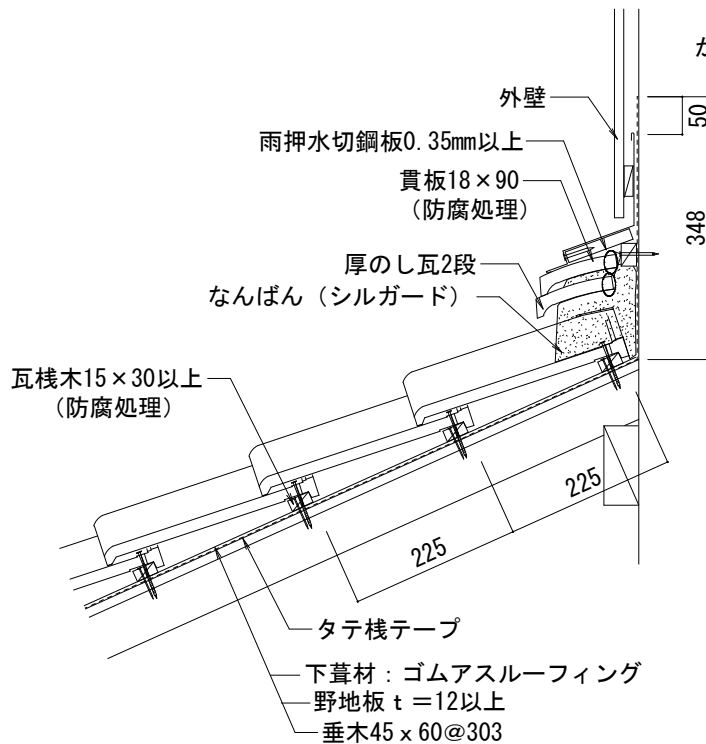 外壁
50
雨押水切鋼板0.35mm以上
貫板18×90
(防腐処理)
348
厚のし瓦2段
なんばん(シルガード)
瓦桟木15×30以上
(防腐処理)
225
225
タテ桟テープ
下葺材:ゴムアスルーフィング
野地板t=12以上
垂木45x60@303